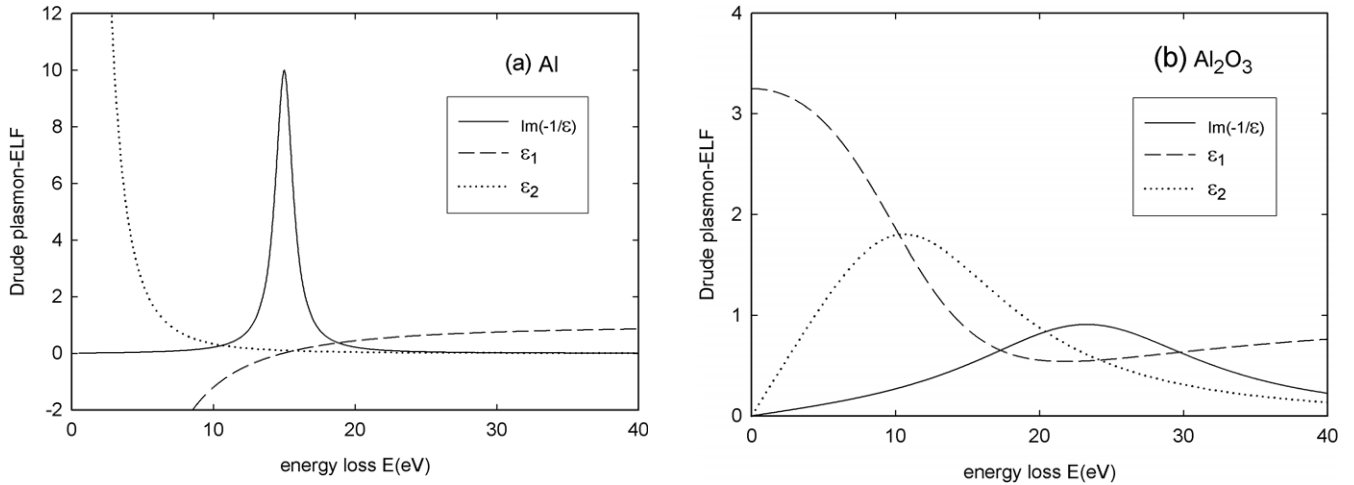 Drude plasmon-ELF
12
10
8
6
4
2
0
-2
(a) Al
Im(-1/ε)
ε1
ε2
0
10
20
30
40
energy loss E(eV)
Drude plasmon-ELF
4
3
2
1
0
(b) Al2O3
Im(-1/ε)
ε1
ε2
0
10
20
30
40
energy loss E(eV)